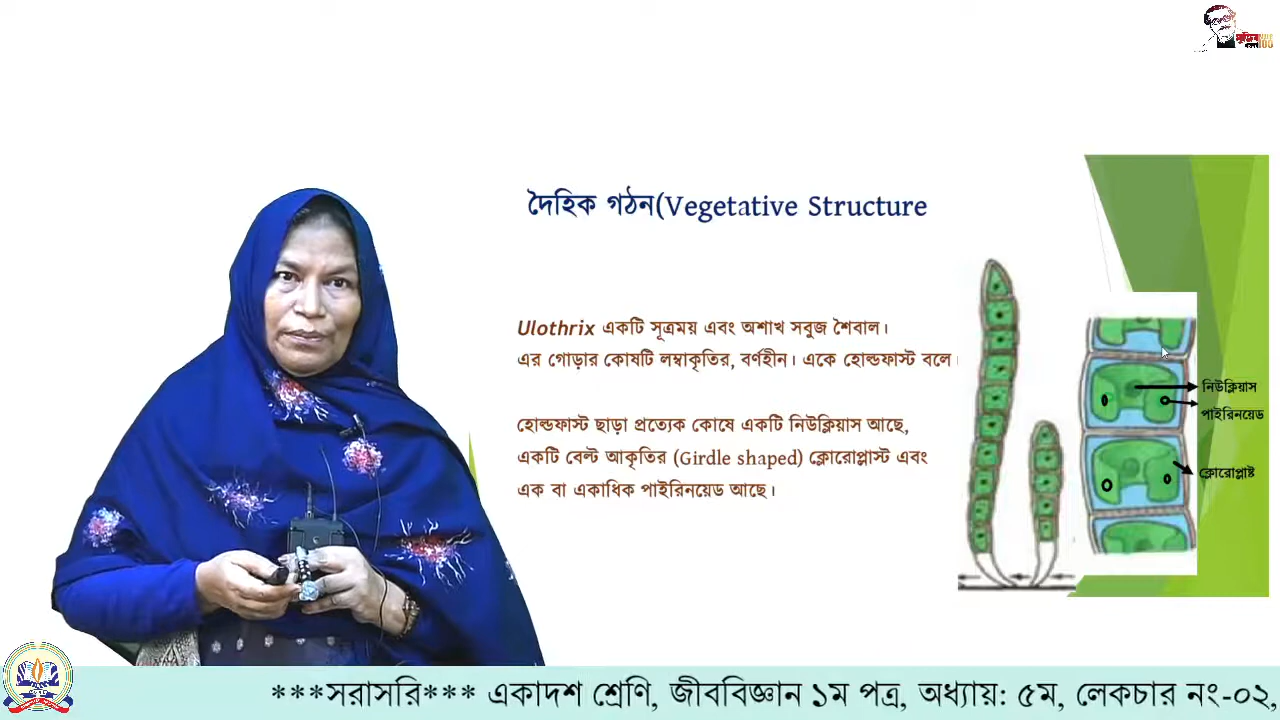 দৈহিক গঠন(Vegetative Structure
Ulothrix একটি সূত্রময় এবং অশাখ সবুজ শৈবাল।
এর গোড়ার কোষটি লম্বাকৃতির, বর্ণহীন। একে হোল্ডফাস্ট বলে।
হোল্ডফাস্ট ছাড়া প্রত্যেক কোষে একটি নিউক্লিয়াস আছে,
একটি বেল্ট আকৃতির (Girdle shaped) ক্লোরোপ্লাস্ট এবং
এক বা একাধিক পাইরিনয়েড আছে।
নিউক্লিয়াস
পাইরিনয়েড
ক্লোরোপ্লাষ্ট
***সরাসরি*** একাদশ শ্রেণি, জীববিজ্ঞান ১ম পত্র, অধ্যায়: ৫ম, লেকচার নং-০২,